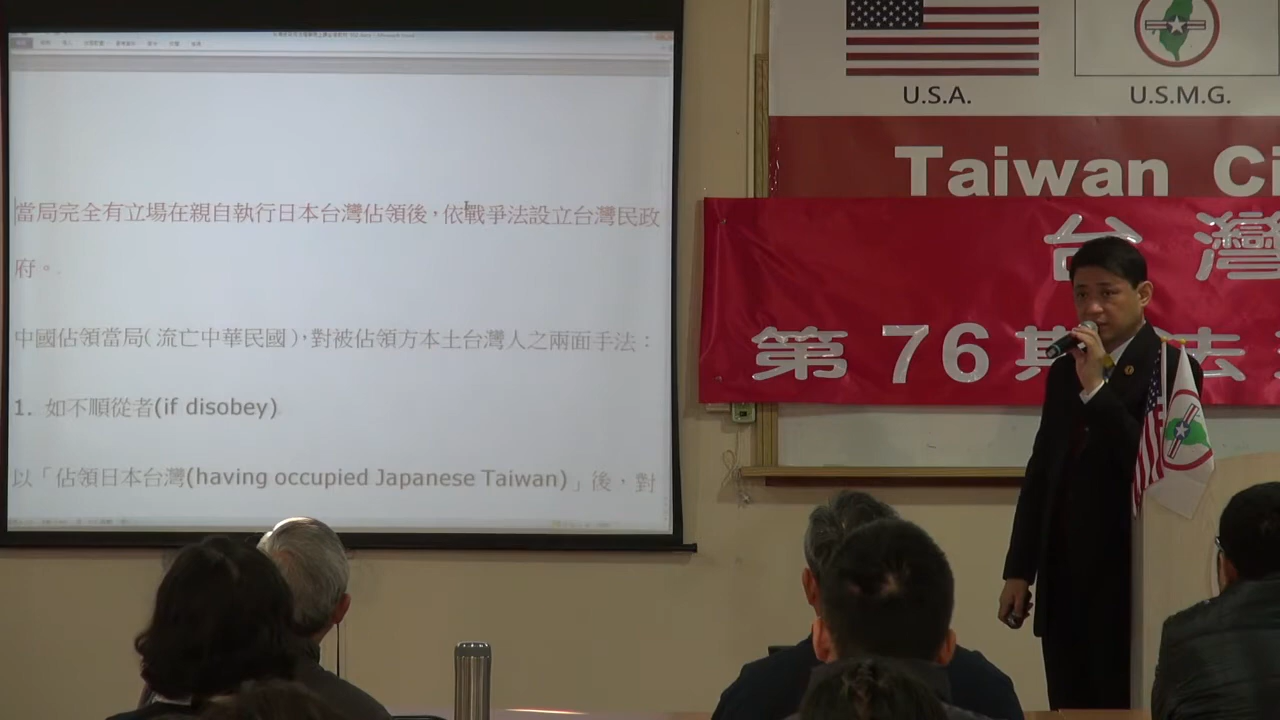 當局完全有立場在親自執行日本台灣佔領後，依戰爭法設立台灣民政
府。
中國佔領當局(流亡中華民國)，對被佔領方本土台灣人之兩面手法：
1. 如不順從者(if disobey)
以「佔領日本台灣(having occupied Japanese Taiwan)」後，對
U.S.A.
U.S.M.G.
Taiwan Ci
台灣
第76期法